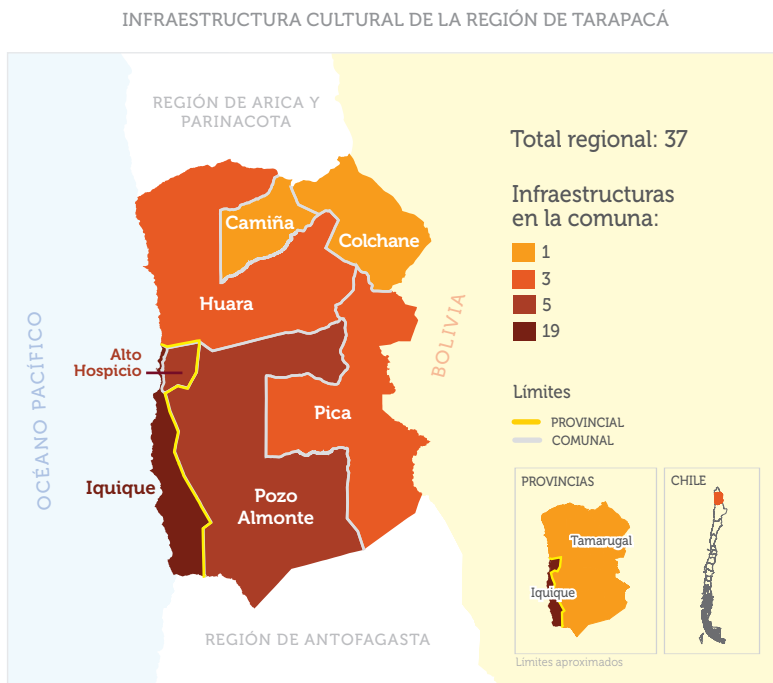 INFRAESTRUCTURA CULTURAL DE LA REGIÓN DE TARAPACÁ
REGIÓN DE ARICA Y
PARINACOTA
Total regional: 37
Infraestructuras
en la comuna:
1
3
5
19
Camiña
Colchane
Huara
Alto
Hospicio
Pica
Iquique
Pozo
Almonte
OCÉANO PACÍFICO
BOLIVIA
Límites
PROVINCIAL
COMUNAL
PROVINCIAS
Tamarugal
Iquique
Límites aproximados
CHILE
REGIÓN DE ANTOFAGASTA